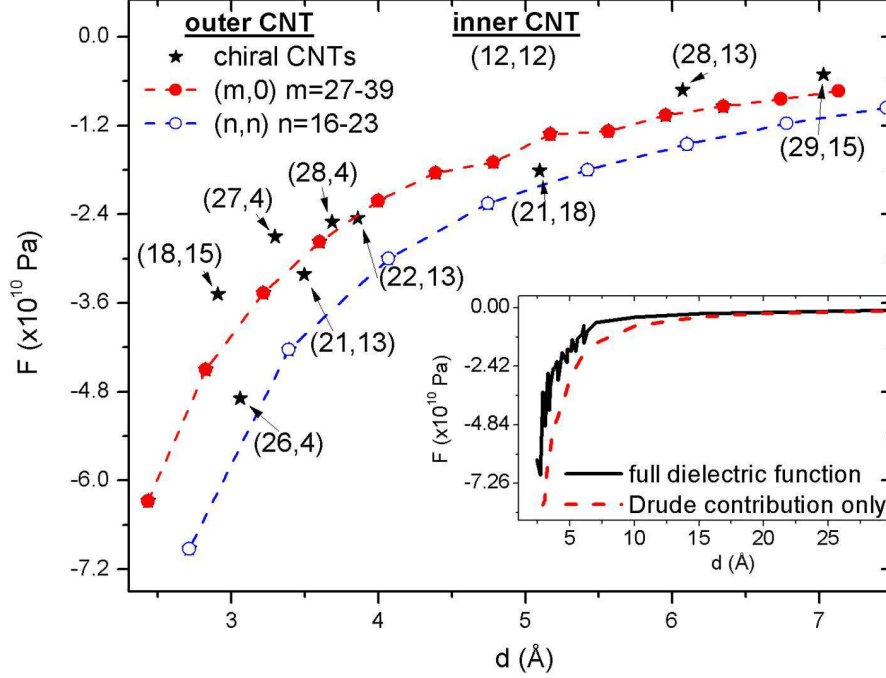 outer CNT
inner CNT
(12,12)
chiral CNTs
(m,0) m=27-39
(n,n) n=16-23
0.0
-1.2
-2.4
-3.6
-4.8
-6.0
-7.2
F (x10¹⁰ Pa)
(28,13)
(29,15)
(27,4)
(28,4)
(18,15)
(22,13)
(21,18)
(21,13)
(26,4)
0.00
-2.42
-4.84
-7.26
F (x10¹⁰ Pa)
full dielectric function
Drude contribution only
5 10 15 20 25
d (Å)
3 4 5 6 7
d (Å)